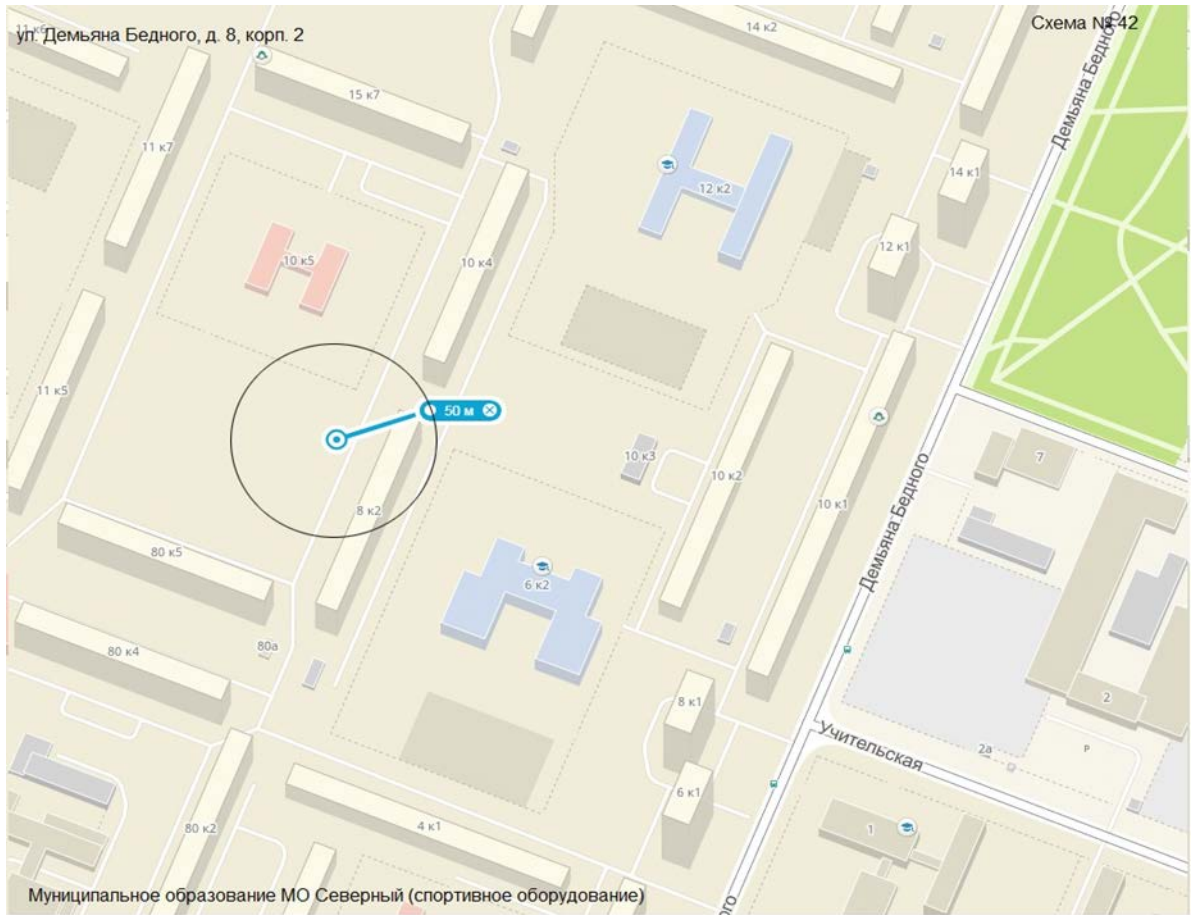 11 к6
ул. Демьяна Бедного, д. 8, корп. 2
14 к2
Схема № 42
Демьяна Бедного
15 к7
11 к7
14 к1
12 к2
12 к1
10 к5
10 к4
11 к5
50 м
7
10 к3
10 к2
10 к1
Демьяна Бедного
8 к2
80 к5
6 к2
80 к4
80а
8 к1
2
Учительская
2а
P
6 к1
80 к2
4 к1
1
Муниципальное образование МО Северный (спортивное оборудование)
ого